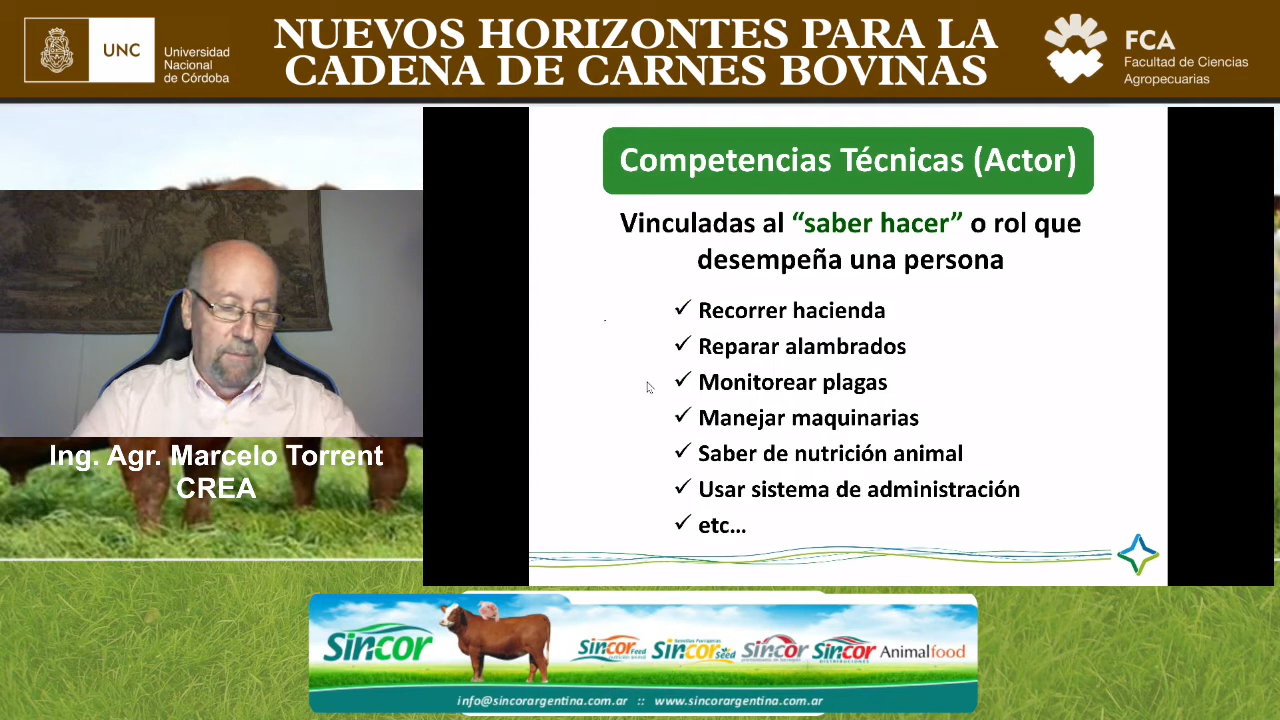 UNC
Universidad
Nacional
de Córdoba
NUEVOS HORIZONTES PARA LA
CADENA DE CARNES BOVINAS
FCA
Facultad de Ciencias
Agropecuarias
Competencias Técnicas (Actor)
Vinculadas al “saber hacer” o rol que
desempeña una persona
✓ Recorrer hacienda
✓ Reparar alambrados
✓ Monitorear plagas
✓ Manejar maquinarias
✓ Saber de nutrición animal
✓ Usar sistema de administración
✓ etc...
Ing. Agr. Marcelo Torrent
CREA
Sincor
Sincor Feed
Sincor Seed
Sincor
Sincor
DISTRIBUCIONES
Animalfood
info@sincorargentina.com.ar :: www.sincorargentina.com.ar